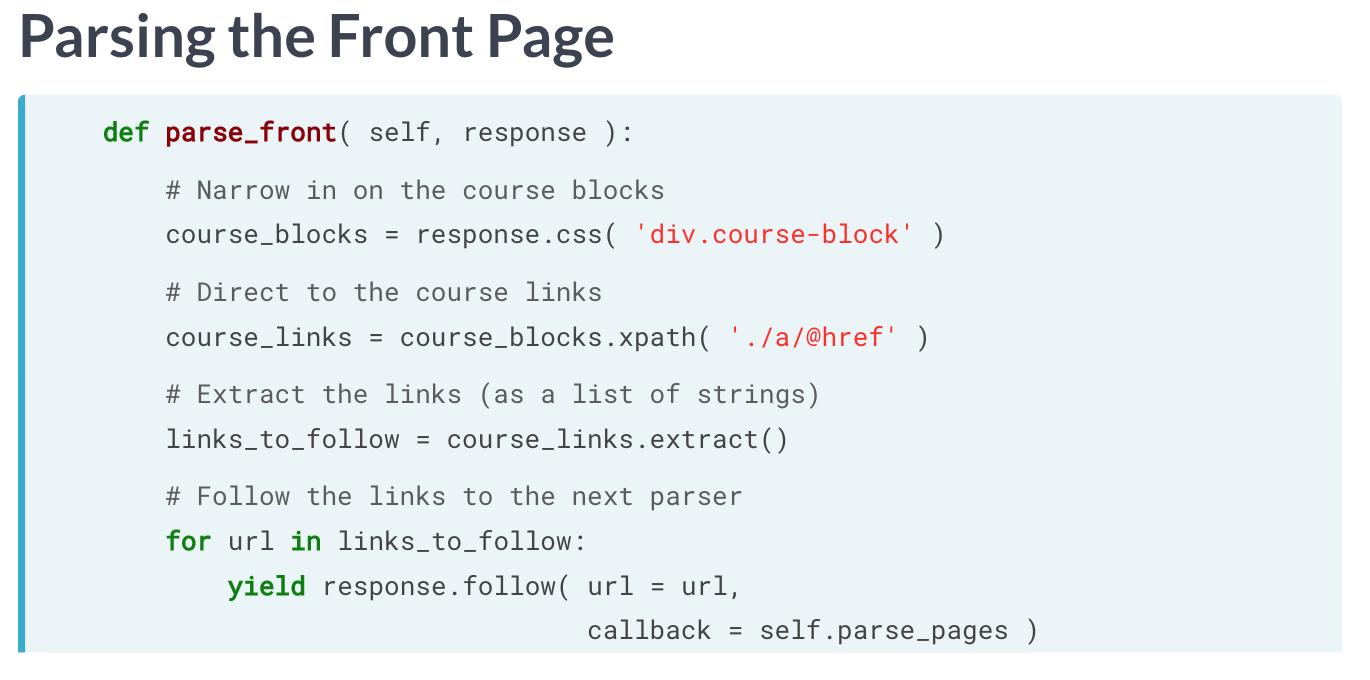 Parsing the Front Page
def parse_front( self, response ):
# Narrow in on the course blocks
course_blocks = response.css( 'div.course-block' )
# Direct to the course links
course_links = course_blocks.xpath( './a/@href' )
# Extract the links (as a list of strings)
links_to_follow = course_links.extract()
# Follow the links to the next parser
for url in links_to_follow:
yield response.follow( url = url,
callback = self.parse_pages )